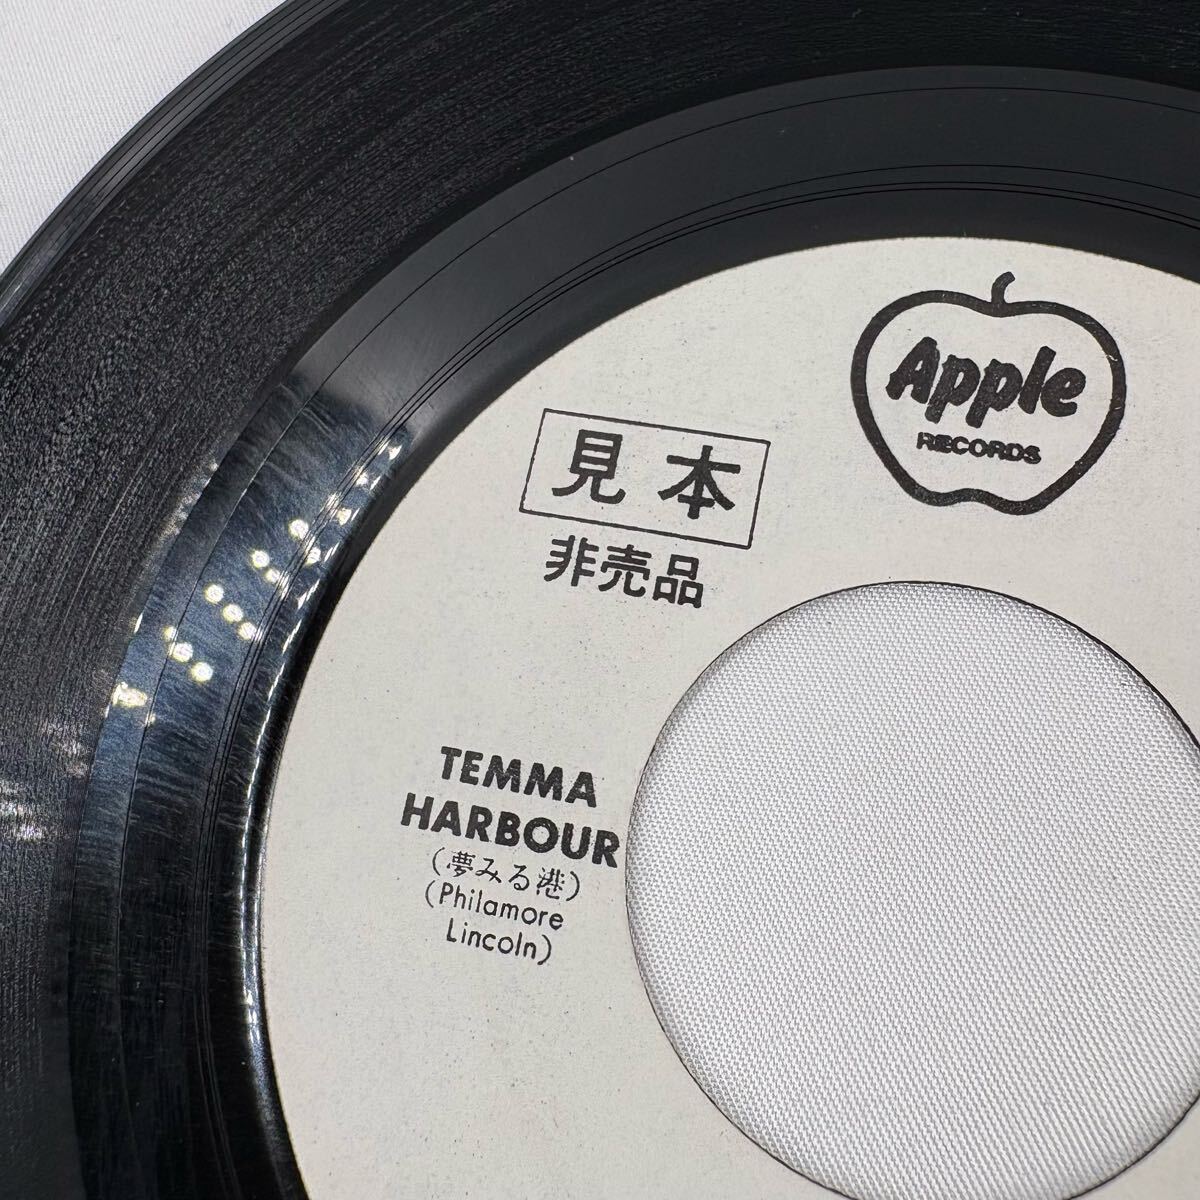 Apple
RECORDS
見本
非売品
TEMMA
HARBOUR
(夢みる港)
(Philamore
Lincoln)